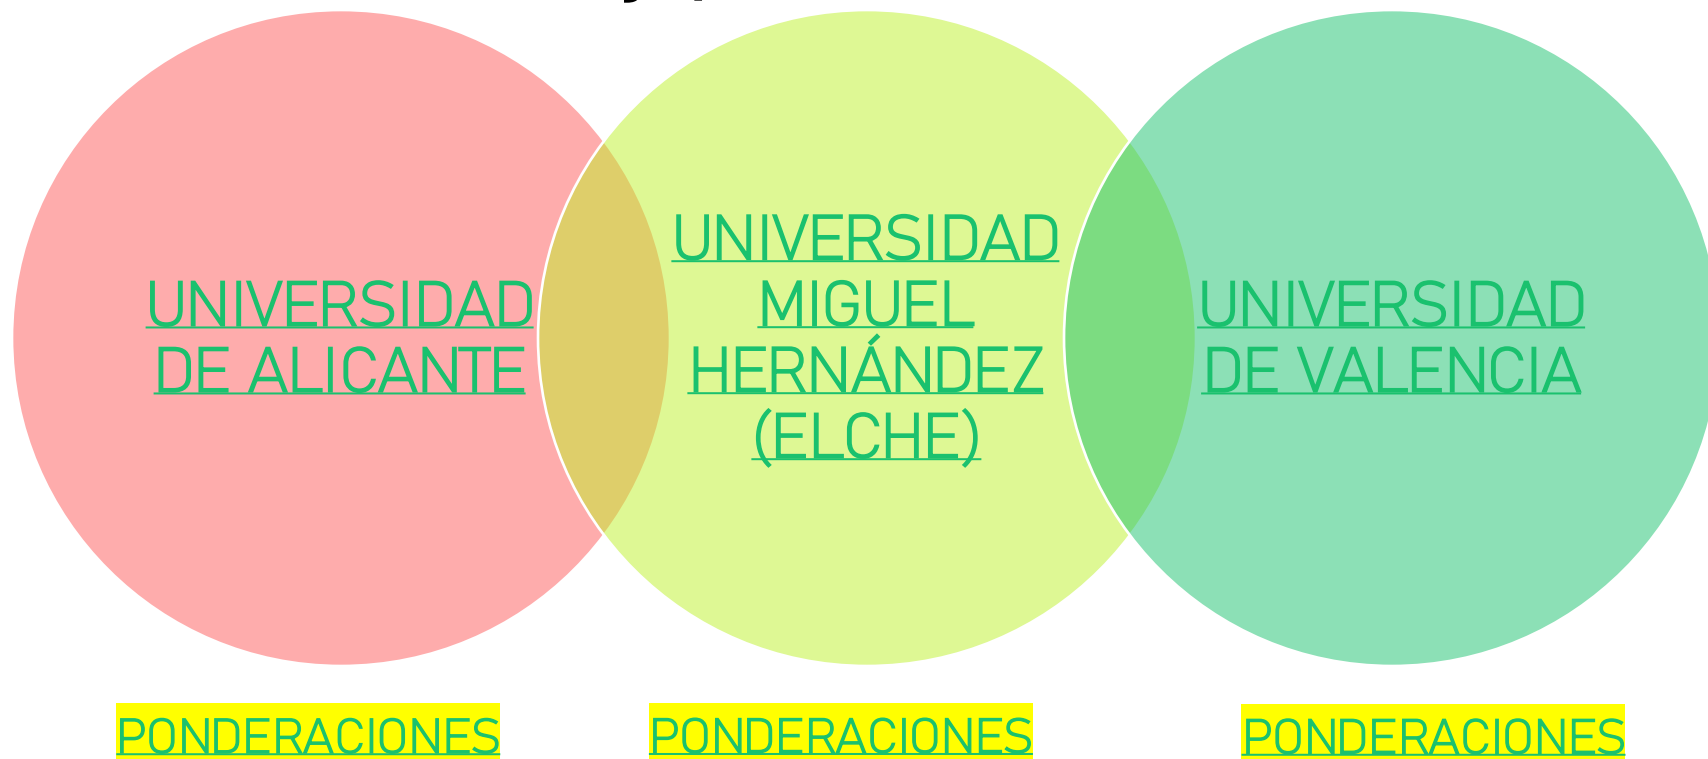 UNIVERSIDAD
DE ALICANTE
UNIVERSIDAD
MIGUEL
HERNÁNDEZ
(ELCHE)
UNIVERSIDAD
DE VALENCIA
PONDERACIONES
PONDERACIONES
PONDERACIONES